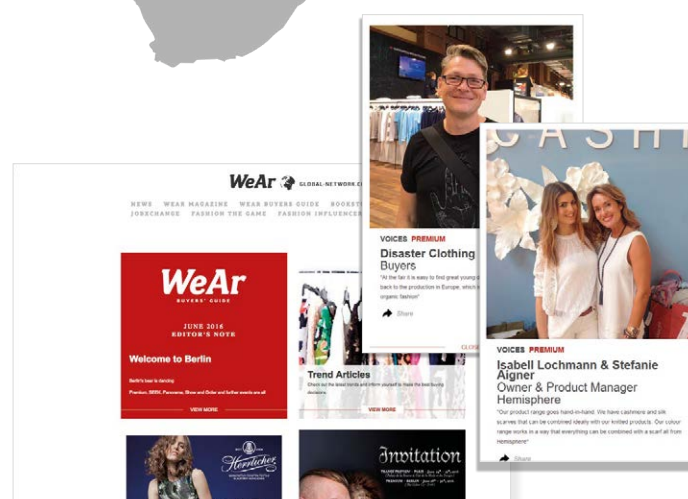 WeAr GLOBAL-NETWORK.C
NEWS WEAR MAGAZINE WEAR BUYERS GUIDE BOOKST
JOBXCHANGE FASHION THE GAME FASHION INFLUENCER
WeAr
BUYERS' GUIDE
JUNE 2016
EDITOR'S NOTE
Welcome to Berlin
Berlin's bear is dancing
Premium, SEEK, Panorama, Show and Order and further events are all
VIEW MORE
Trend Articles
Check out the latest trends and inform yourself to make the best buying
decisions
VIEW MORE
Herrlicher
Invitation
VOICES PREMIUM
Disaster Clothing
Buyers
"At the fair it is easy to find great young
back to the production in Europe, which
organic fashion"
Share
CLOS
CASH
VOICES PREMIUM
Isabell Lochmann & Stefanie
Aigner
Owner & Product Manager
Hemisphere
"Our product range goes hand-in-hand. We have cashmere and silk
scarves that can be combined ideally with our knitted products. Our colour
range works in a way that everything can be combined with a scarf all from
Hemisphere"
Share